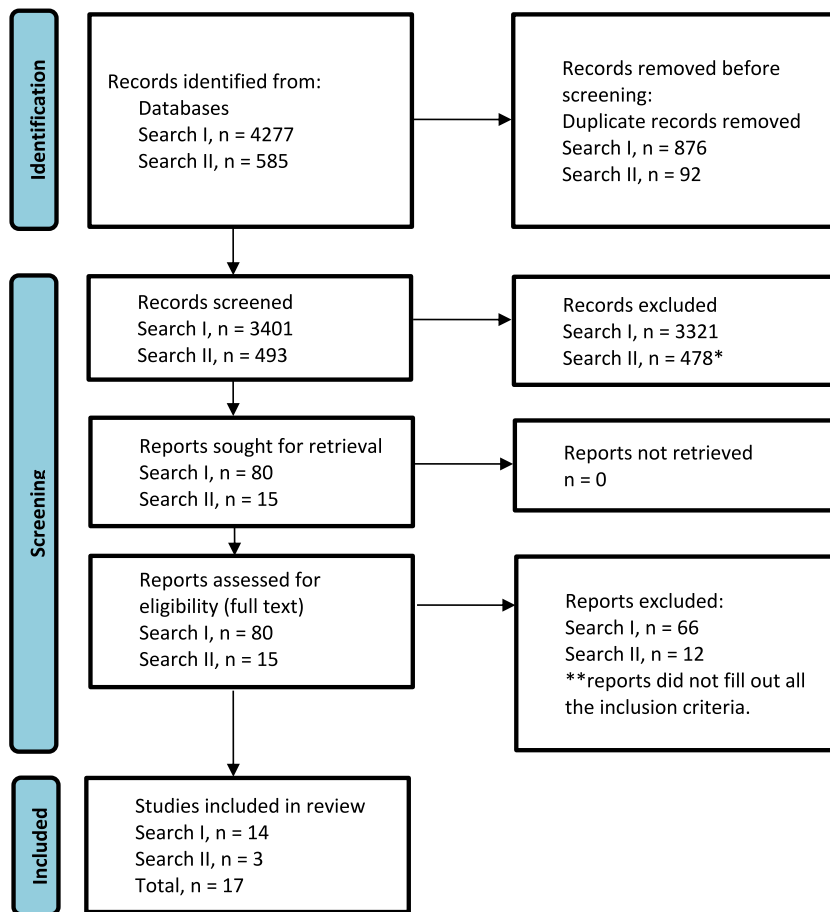 Identification
Records identified from:
Databases
Search I, n = 4277
Search II, n = 585
Records removed before
screening:
Duplicate records removed
Search I, n = 876
Search II, n = 92
Screening
Records screened
Search I, n = 3401
Search II, n = 493
Records excluded
Search I, n = 3321
Search II, n = 478*
Reports sought for retrieval
Search I, n = 80
Search II, n = 15
Reports not retrieved
n = 0
Reports assessed for
eligibility (full text)
Search I, n = 80
Search II, n = 15
Reports excluded:
Search I, n = 66
Search II, n = 12
**reports did not fill out all
the inclusion criteria.
Included
Studies included in review
Search I, n = 14
Search II, n = 3
Total, n = 17